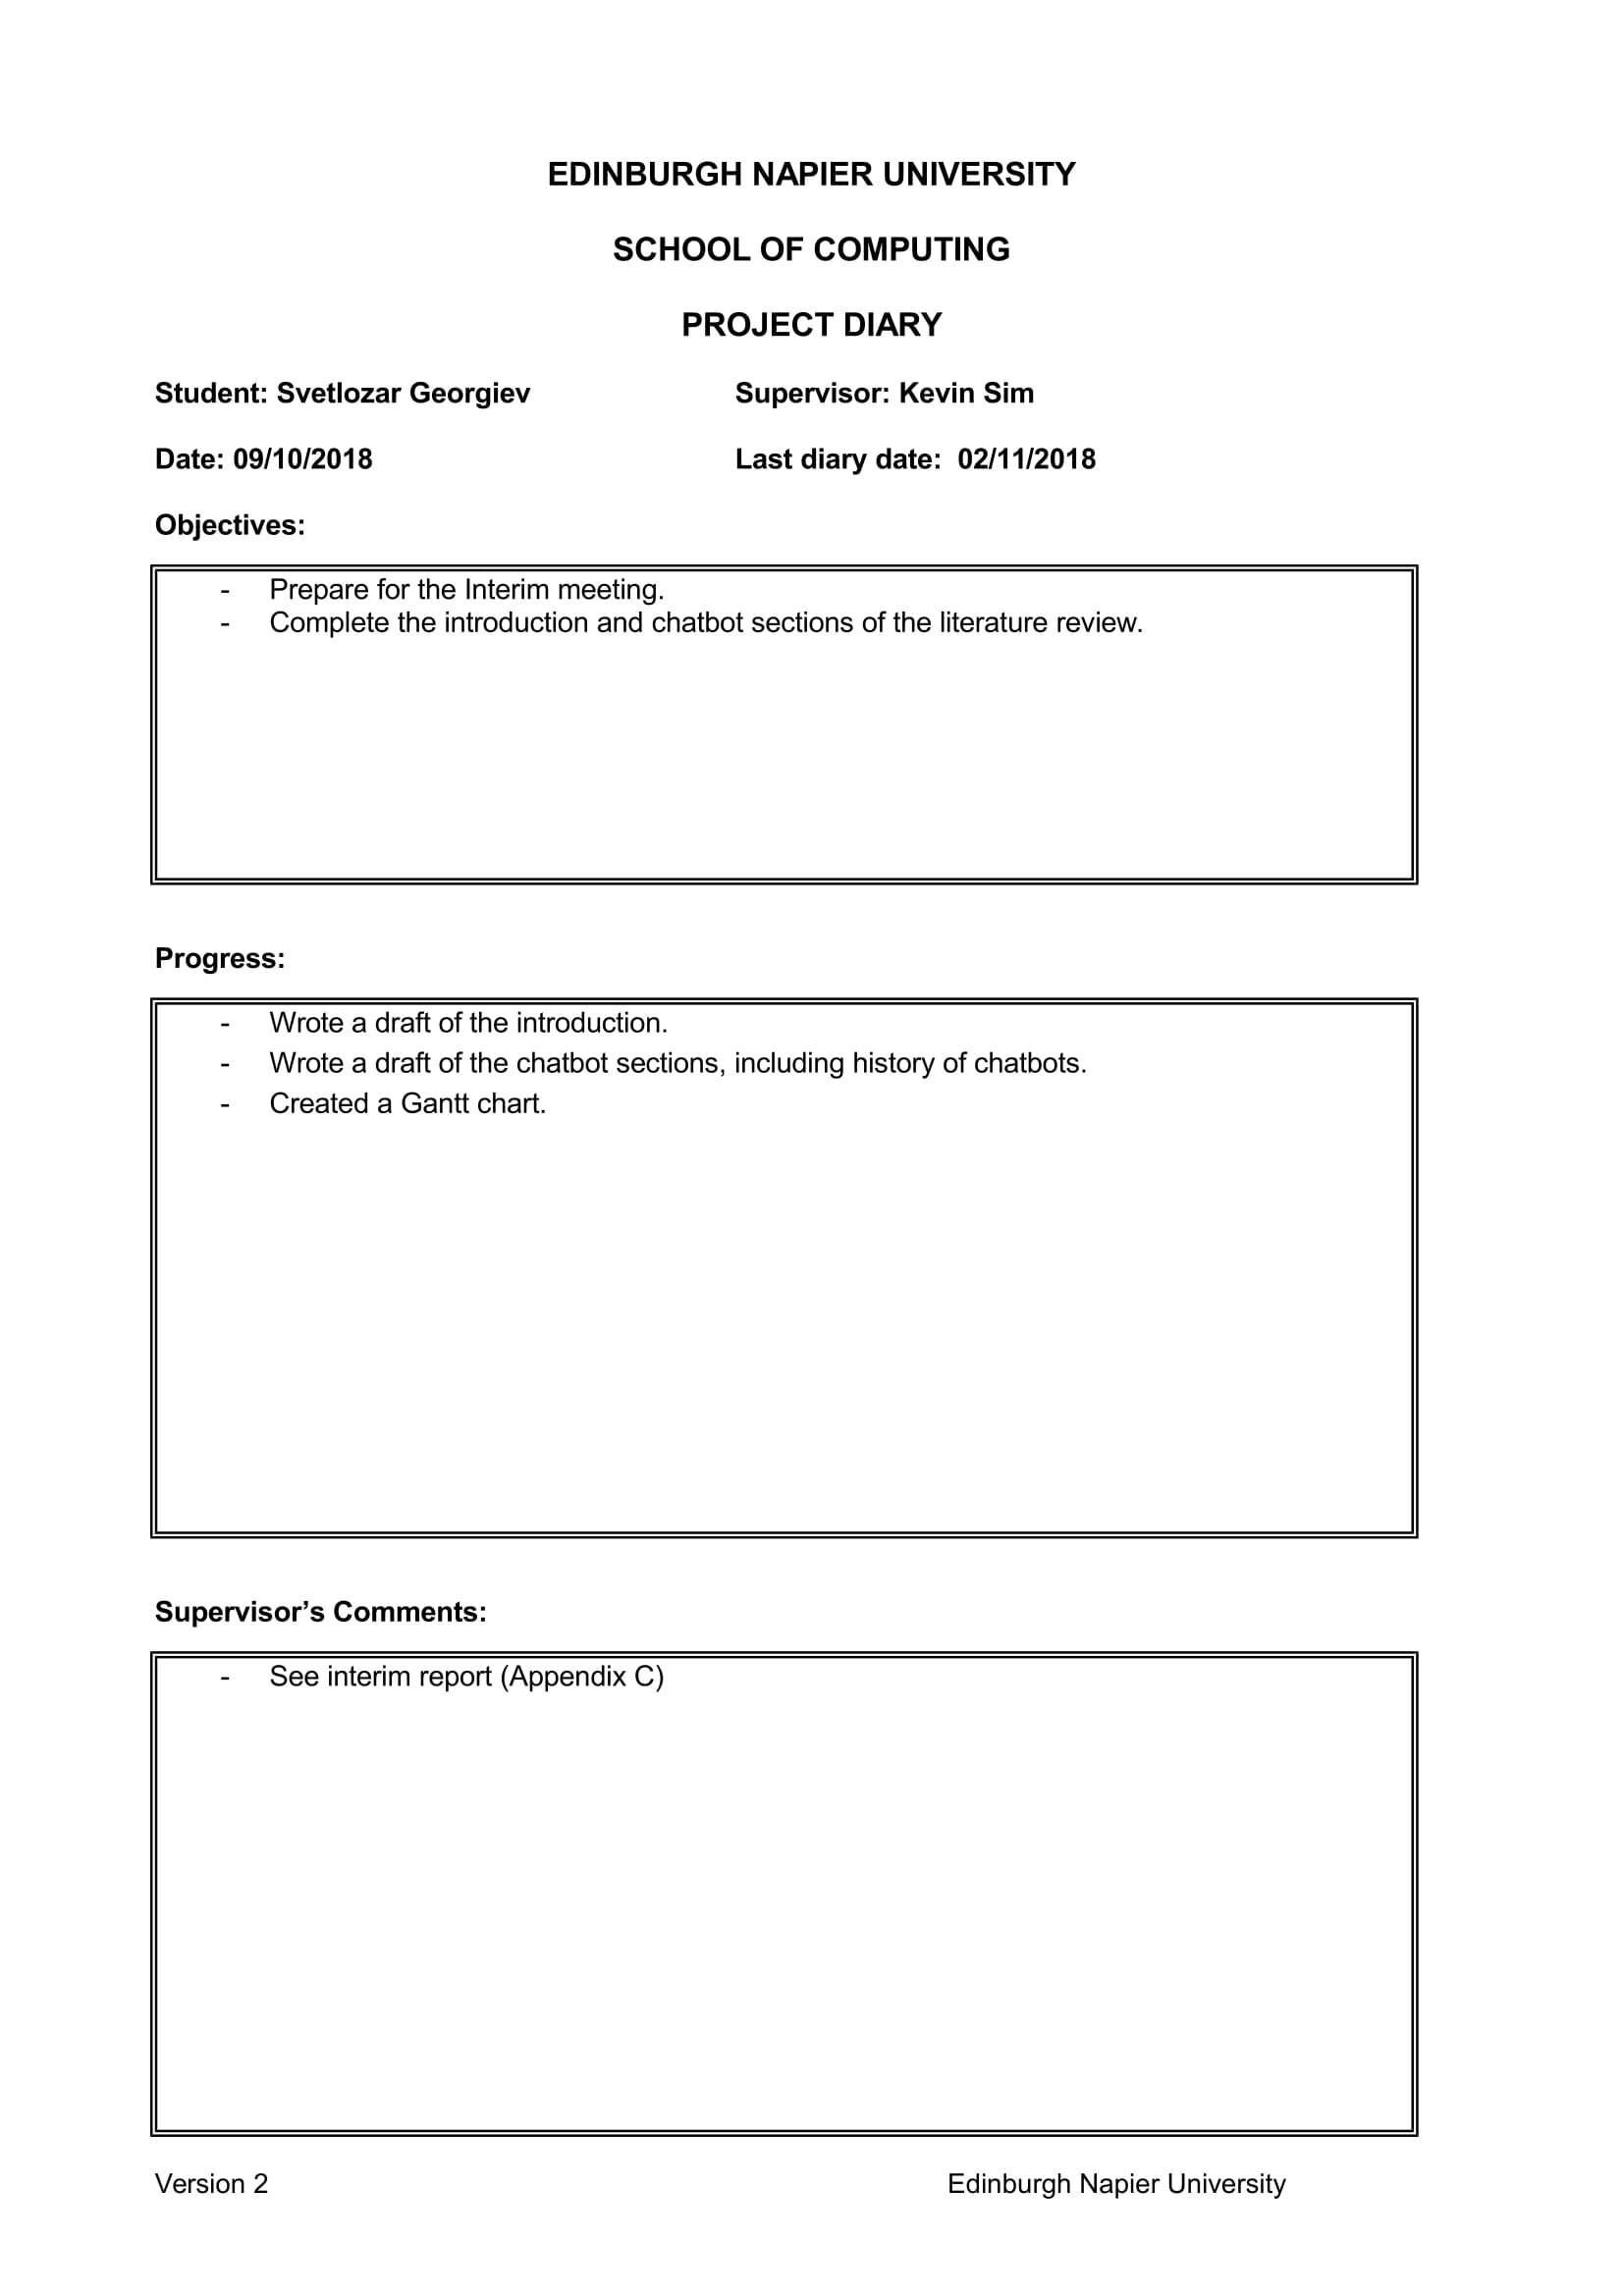 EDINBURGH NAPIER UNIVERSITY
SCHOOL OF COMPUTING
PROJECT DIARY
Student: Svetlozar Georgiev Supervisor: Kevin Sim
Date: 09/10/2018 Last diary date: 02/11/2018
Objectives:
- Prepare for the Interim meeting.
- Complete the introduction and chatbot sections of the literature review.
Progress:
- Wrote a draft of the introduction.
- Wrote a draft of the chatbot sections, including history of chatbots.
- Created a Gantt chart.
Supervisor’s Comments:
- See interim report (Appendix C)
Version 2 Edinburgh Napier University